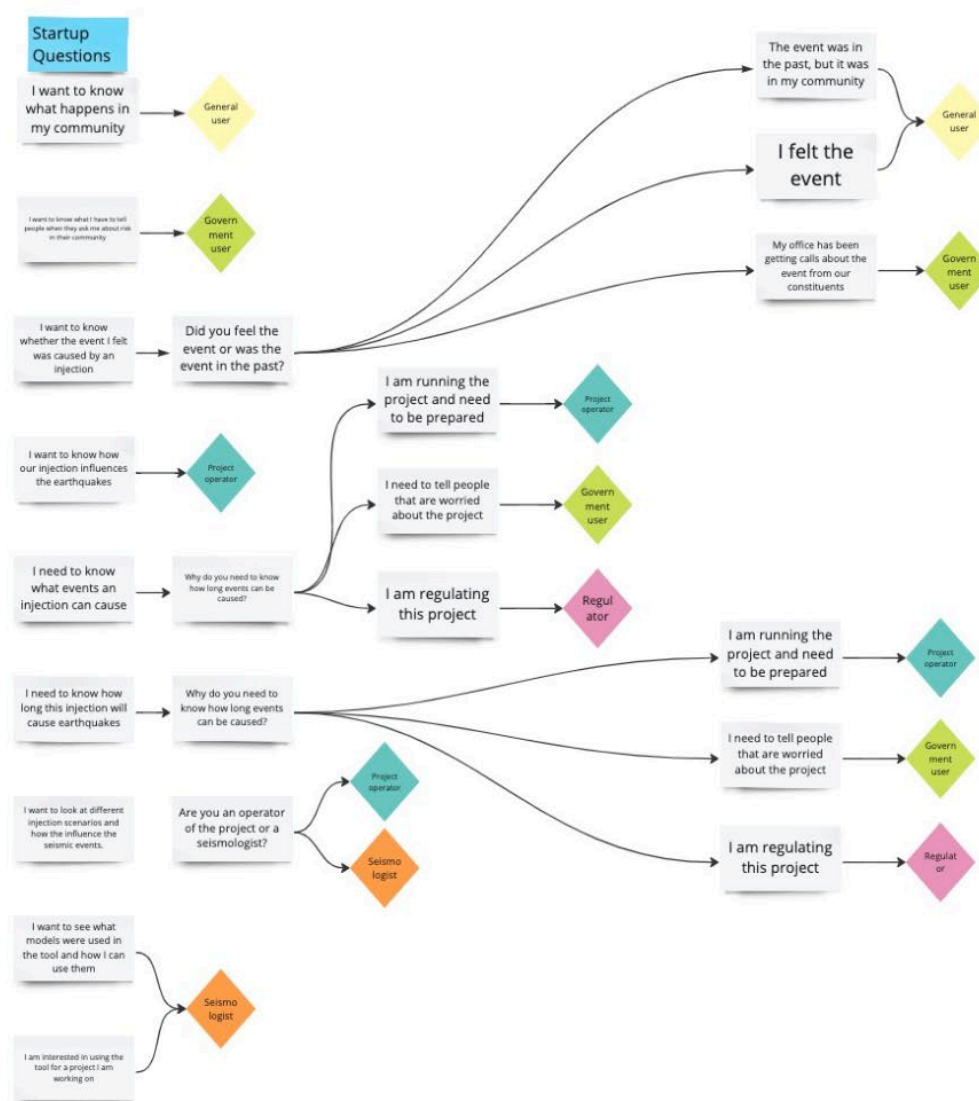 Startup
Questions
I want to know
what happens in
my community
General
user
The event was in
the past, but it was
in my community
General
user
I felt the
event
I want to know what I have to tell
people when they ask me about risk
in their community
Govern
ment
user
My office has been
getting calls about the
event from our
constituents
Govern
ment
user
I want to know
whether the event I felt
was caused by an
injection
Did you feel the
event or was the
event in the past?
I am running the
project and need
to be prepared
Project
operator
I want to know how
our injection influences
the earthquakes
Project
operator
I need to tell people
that are worried
about the project
Govern
ment
user
I need to know
what events an
injection can cause
Why do you need to know
how long events can be
caused?
I am regulating
this project
Regul
ator
I am running the
project and need
to be prepared
Project
operator
I need to know how
long this injection will
cause earthquakes
Why do you need to
know how long events
can be caused?
I need to tell people
that are worried
about the project
Govern
ment
user
Project
operator
I want to look at different
injection scenarios and
how the influence the
seismic events.
Are you an operator
of the project or a
seismologist?
Seismo
logist
I am regulating
this project
Regulat
or
I want to see what
models were used in
the tool and how I can
use them
Seismo
logist
I am interested in using the
tool for a project I am
working on